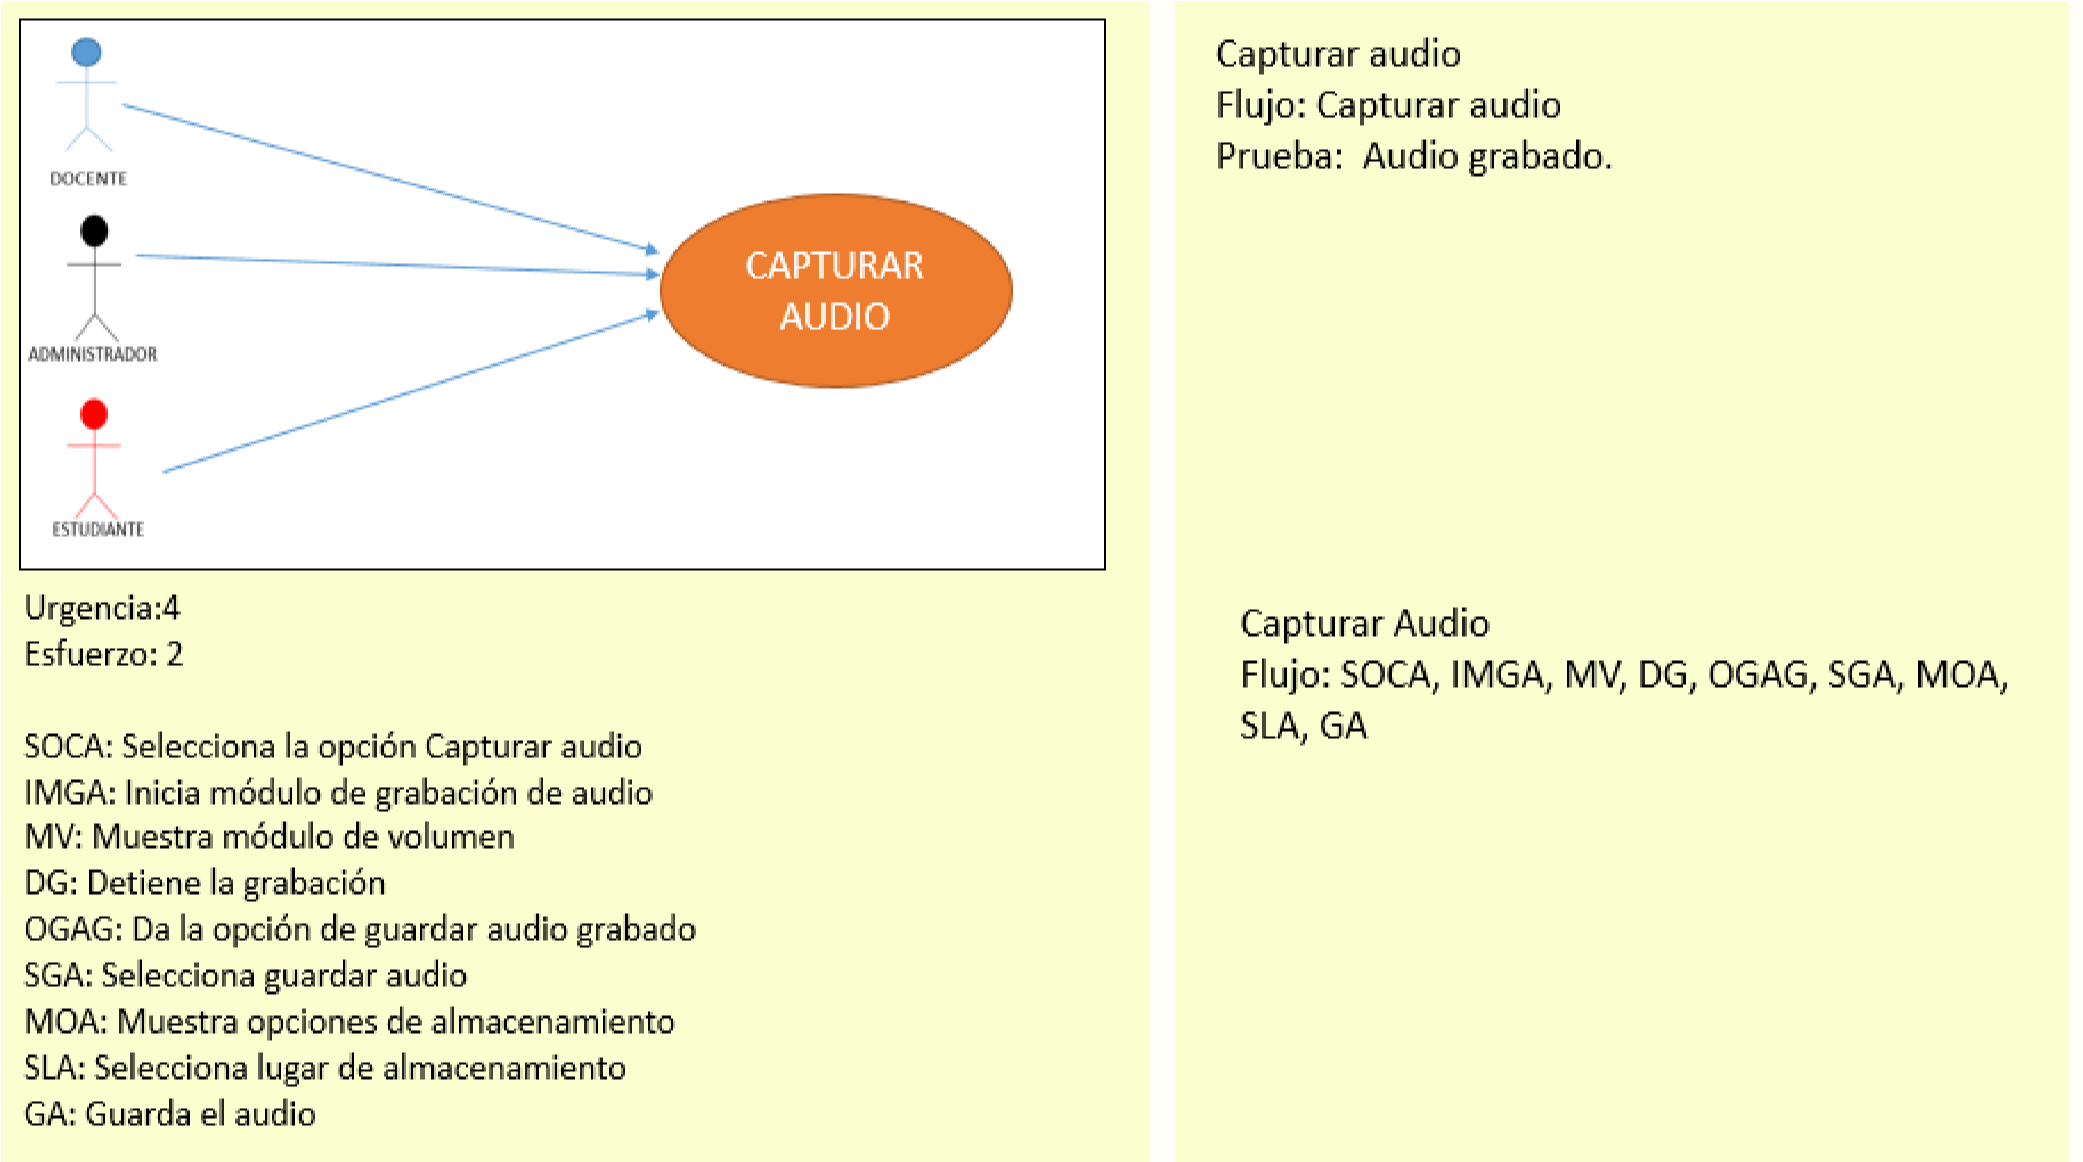 DOCENTE
ADMINISTRADOR
ESTUDIANTE
CAPTURAR
AUDIO
Urgencia:4
Esfuerzo: 2
SOCA: Selecciona la opción Capturar audio
IMGA: Inicia módulo de grabación de audio
MV: Muestra módulo de volumen
DG: Detiene la grabación
OGAG: Da la opción de guardar audio grabado
SGA: Selecciona guardar audio
MOA: Muestra opciones de almacenamiento
SLA: Selecciona lugar de almacenamiento
GA: Guarda el audio
Capturar audio
Flujo: Capturar audio
Prueba:  Audio grabado.
Capturar Audio
Flujo: SOCA, IMGA, MV, DG, OGAG, SGA, MOA,
SLA, GA